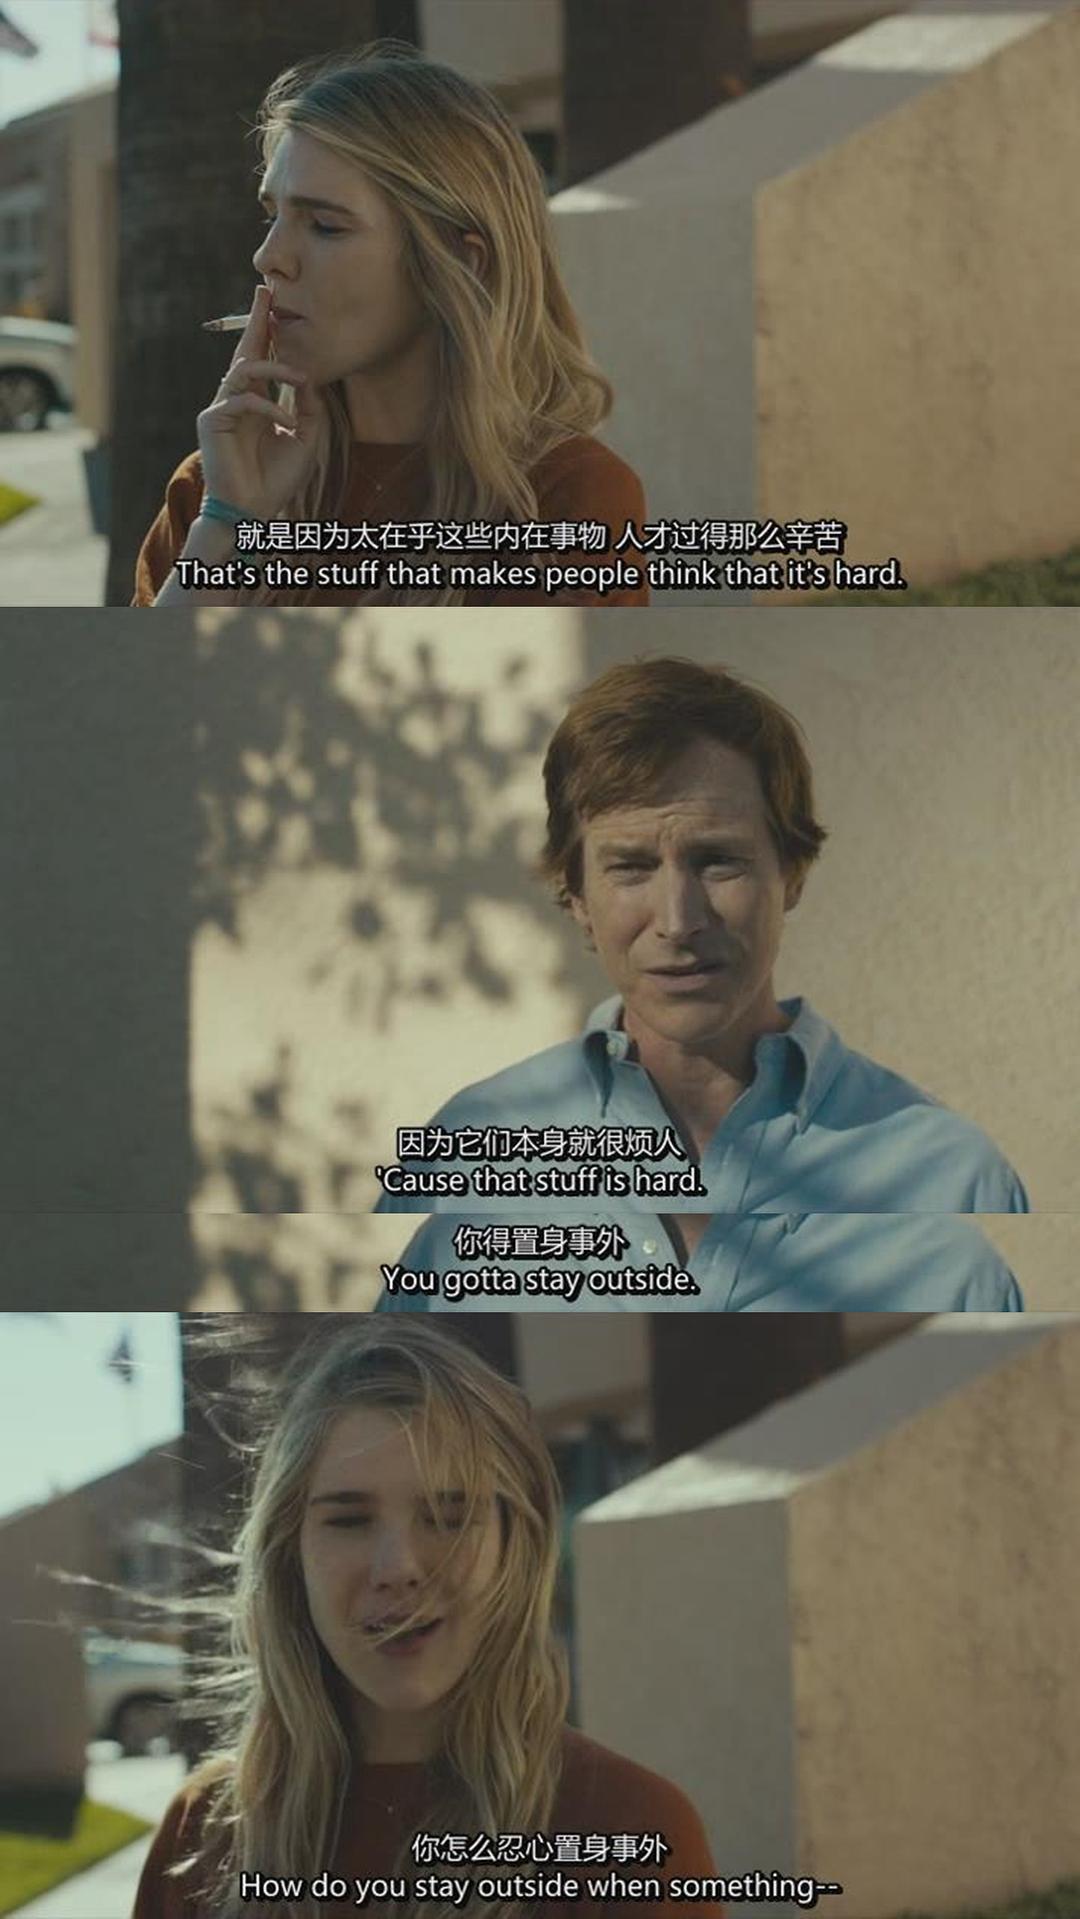 就是因为太在乎这些内在事物 人才过得那么辛苦
That's the stuff that makes people think that it's hard.
因为它们本身就很烦人
'Cause that stuff is hard.
你得置身事外
You gotta stay outside.
你怎么忍心置身事外
How do you stay outside when something--